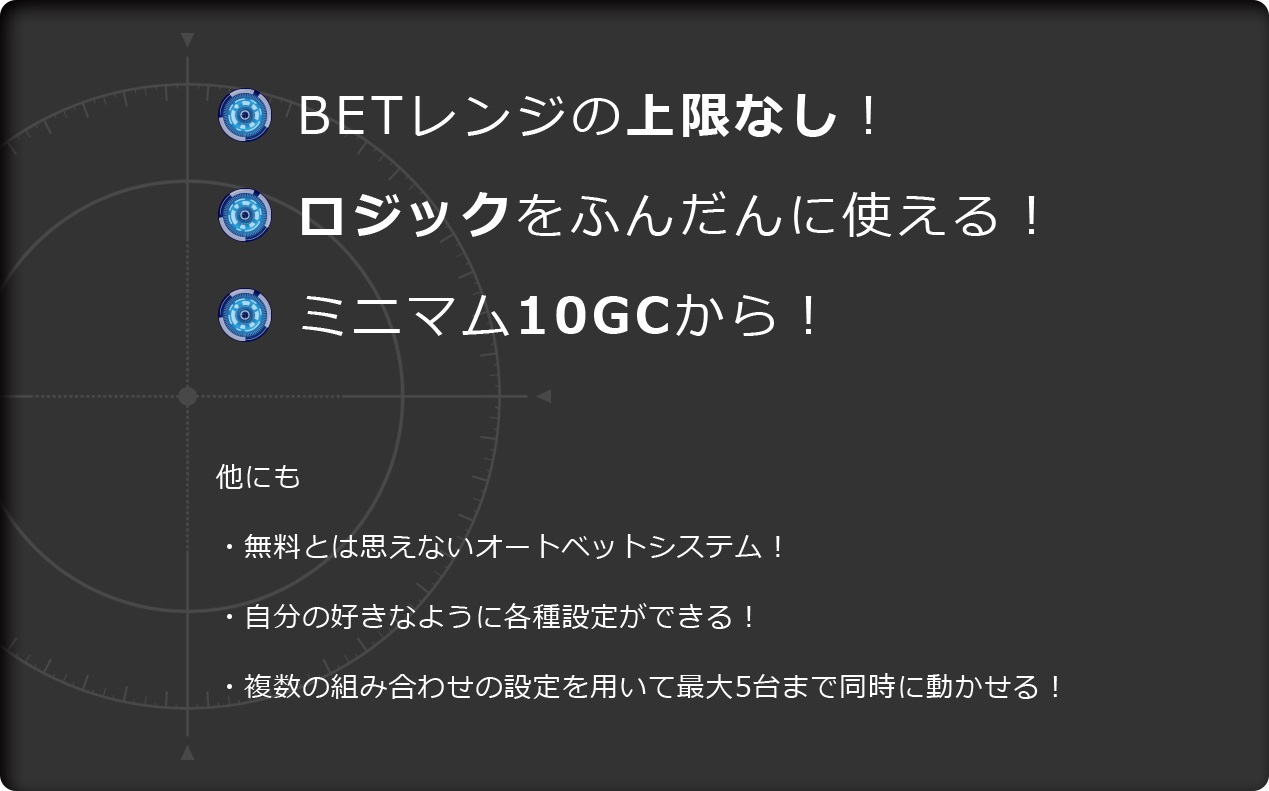 BETレンジの上限なし！
ロジックをふんだんに使える！
ミニマム10GCから！
他にも
・無料とは思えないオートベットシステム！
・自分の好きなように各種設定ができる！
・複数の組み合わせの設定を用いて最大5台まで同時に動かせる！